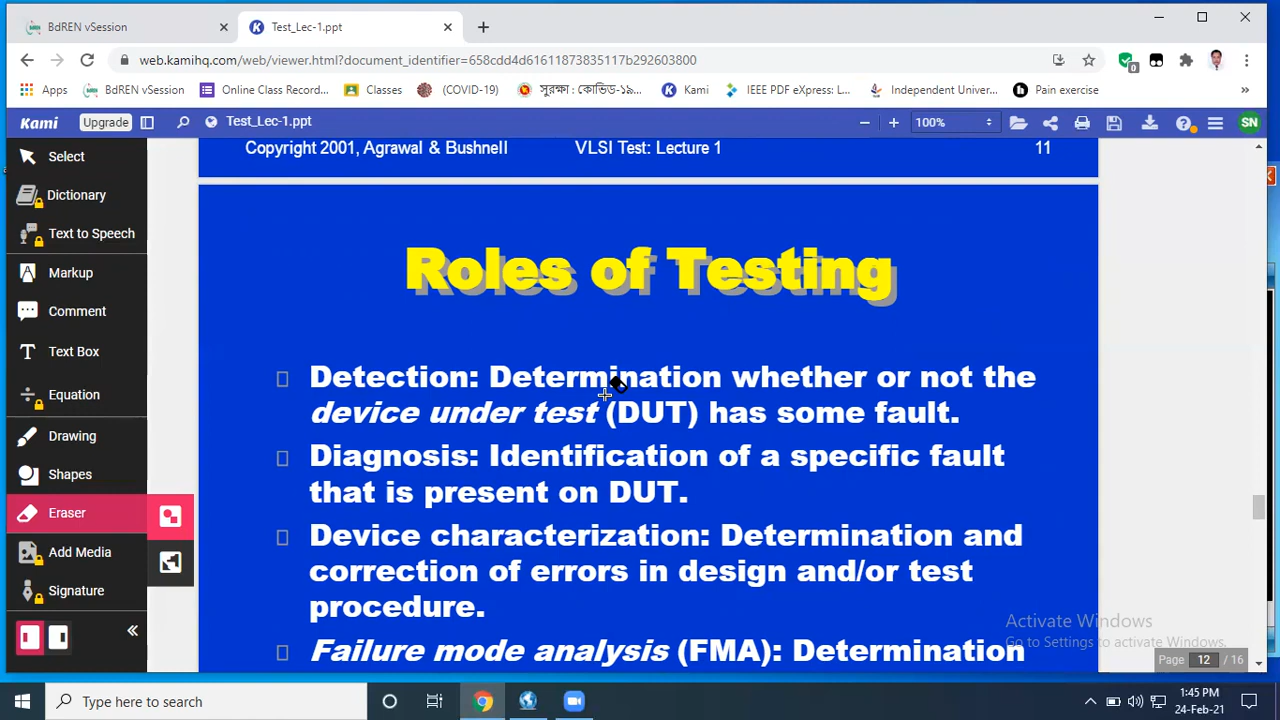 BdREN vSession
Test_Lec-1.ppt
web.kamihq.com/web/viewer.html?document_identifier=658cdd4d61611873835117b292603800
Apps BdREN vSession Online Class Record... Classes (COVID-19) সুরক্ষা : কোভিড-১৯... Kami IEEE PDF eXpress: L... Independent Univer... Pain exercise
Kami Upgrade Test_Lec-1.ppt 100% SN
Select
Dictionary
Text to Speech
Markup
Comment
Text Box
Equation
Drawing
Shapes
Eraser
Add Media
Signature
Copyright 2001, Agrawal & Bushnell VLSI Test: Lecture 1 11
Roles of Testing
Detection: Determination whether or not the
device under test (DUT) has some fault.
Diagnosis: Identification of a specific fault
that is present on DUT.
Device characterization: Determination and
correction of errors in design and/or test
procedure.
Failure mode analysis (FMA): Determination
Activate Windows
Go to Settings to activate Windows.
Page 12 / 16
Type here to search
1:45 PM
24-Feb-21